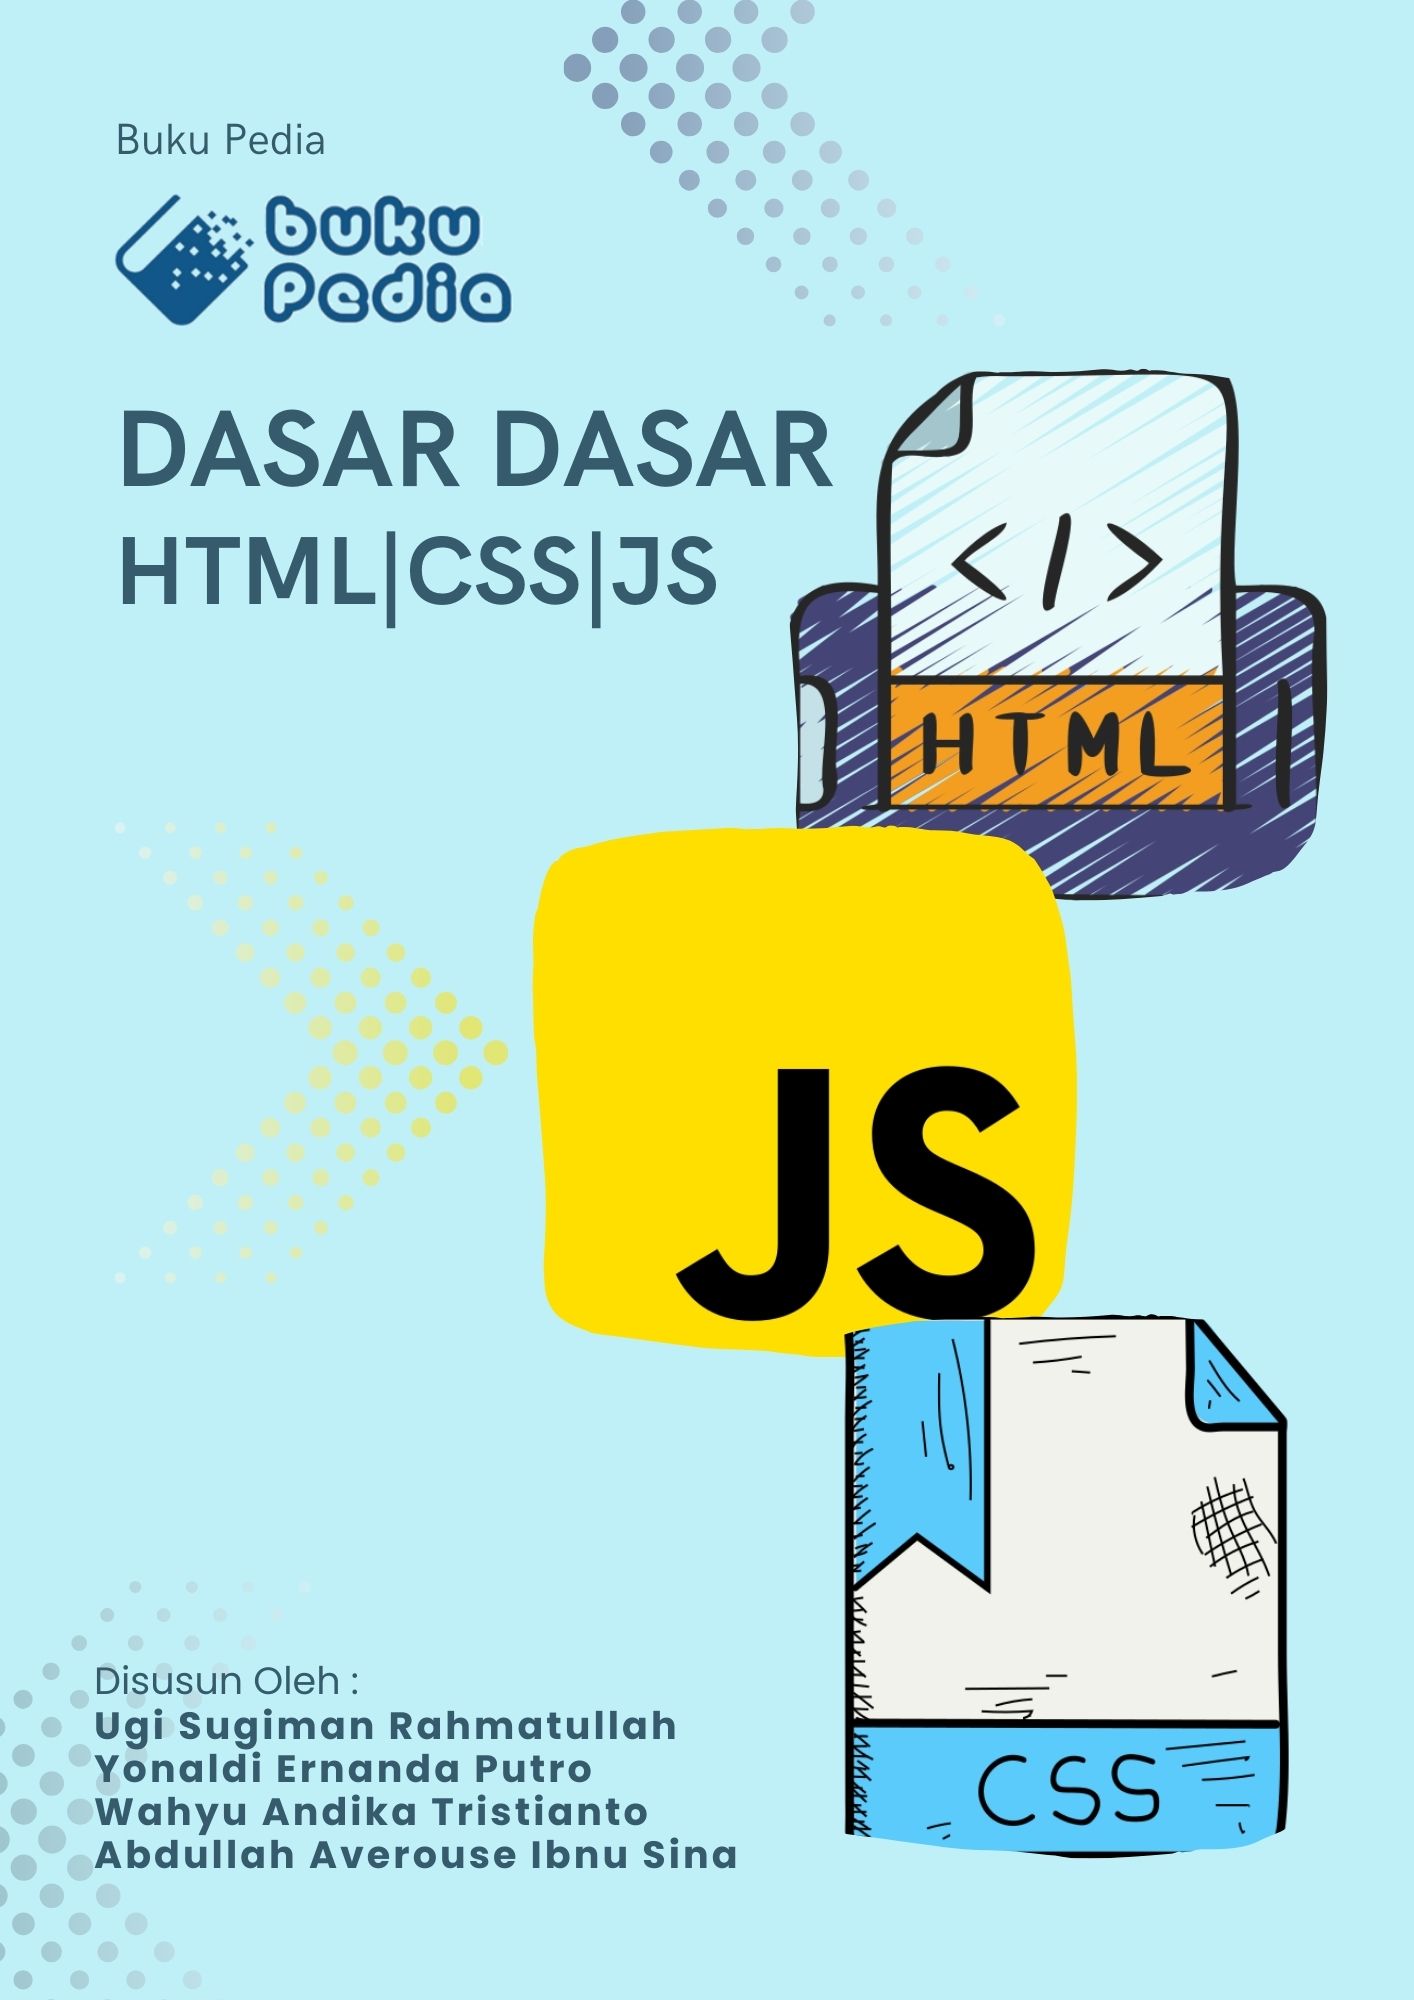 Buku Pedia
buku
Pedia
DASAR DASAR
HTML|CSS|JS
</>
HTML
JS
CSS
Disusun Oleh :
Ugi Sugiman Rahmatullah
Yonaldi Ernanda Putro
Wahyu Andika Tristianto
Abdullah Averouse Ibnu Sina